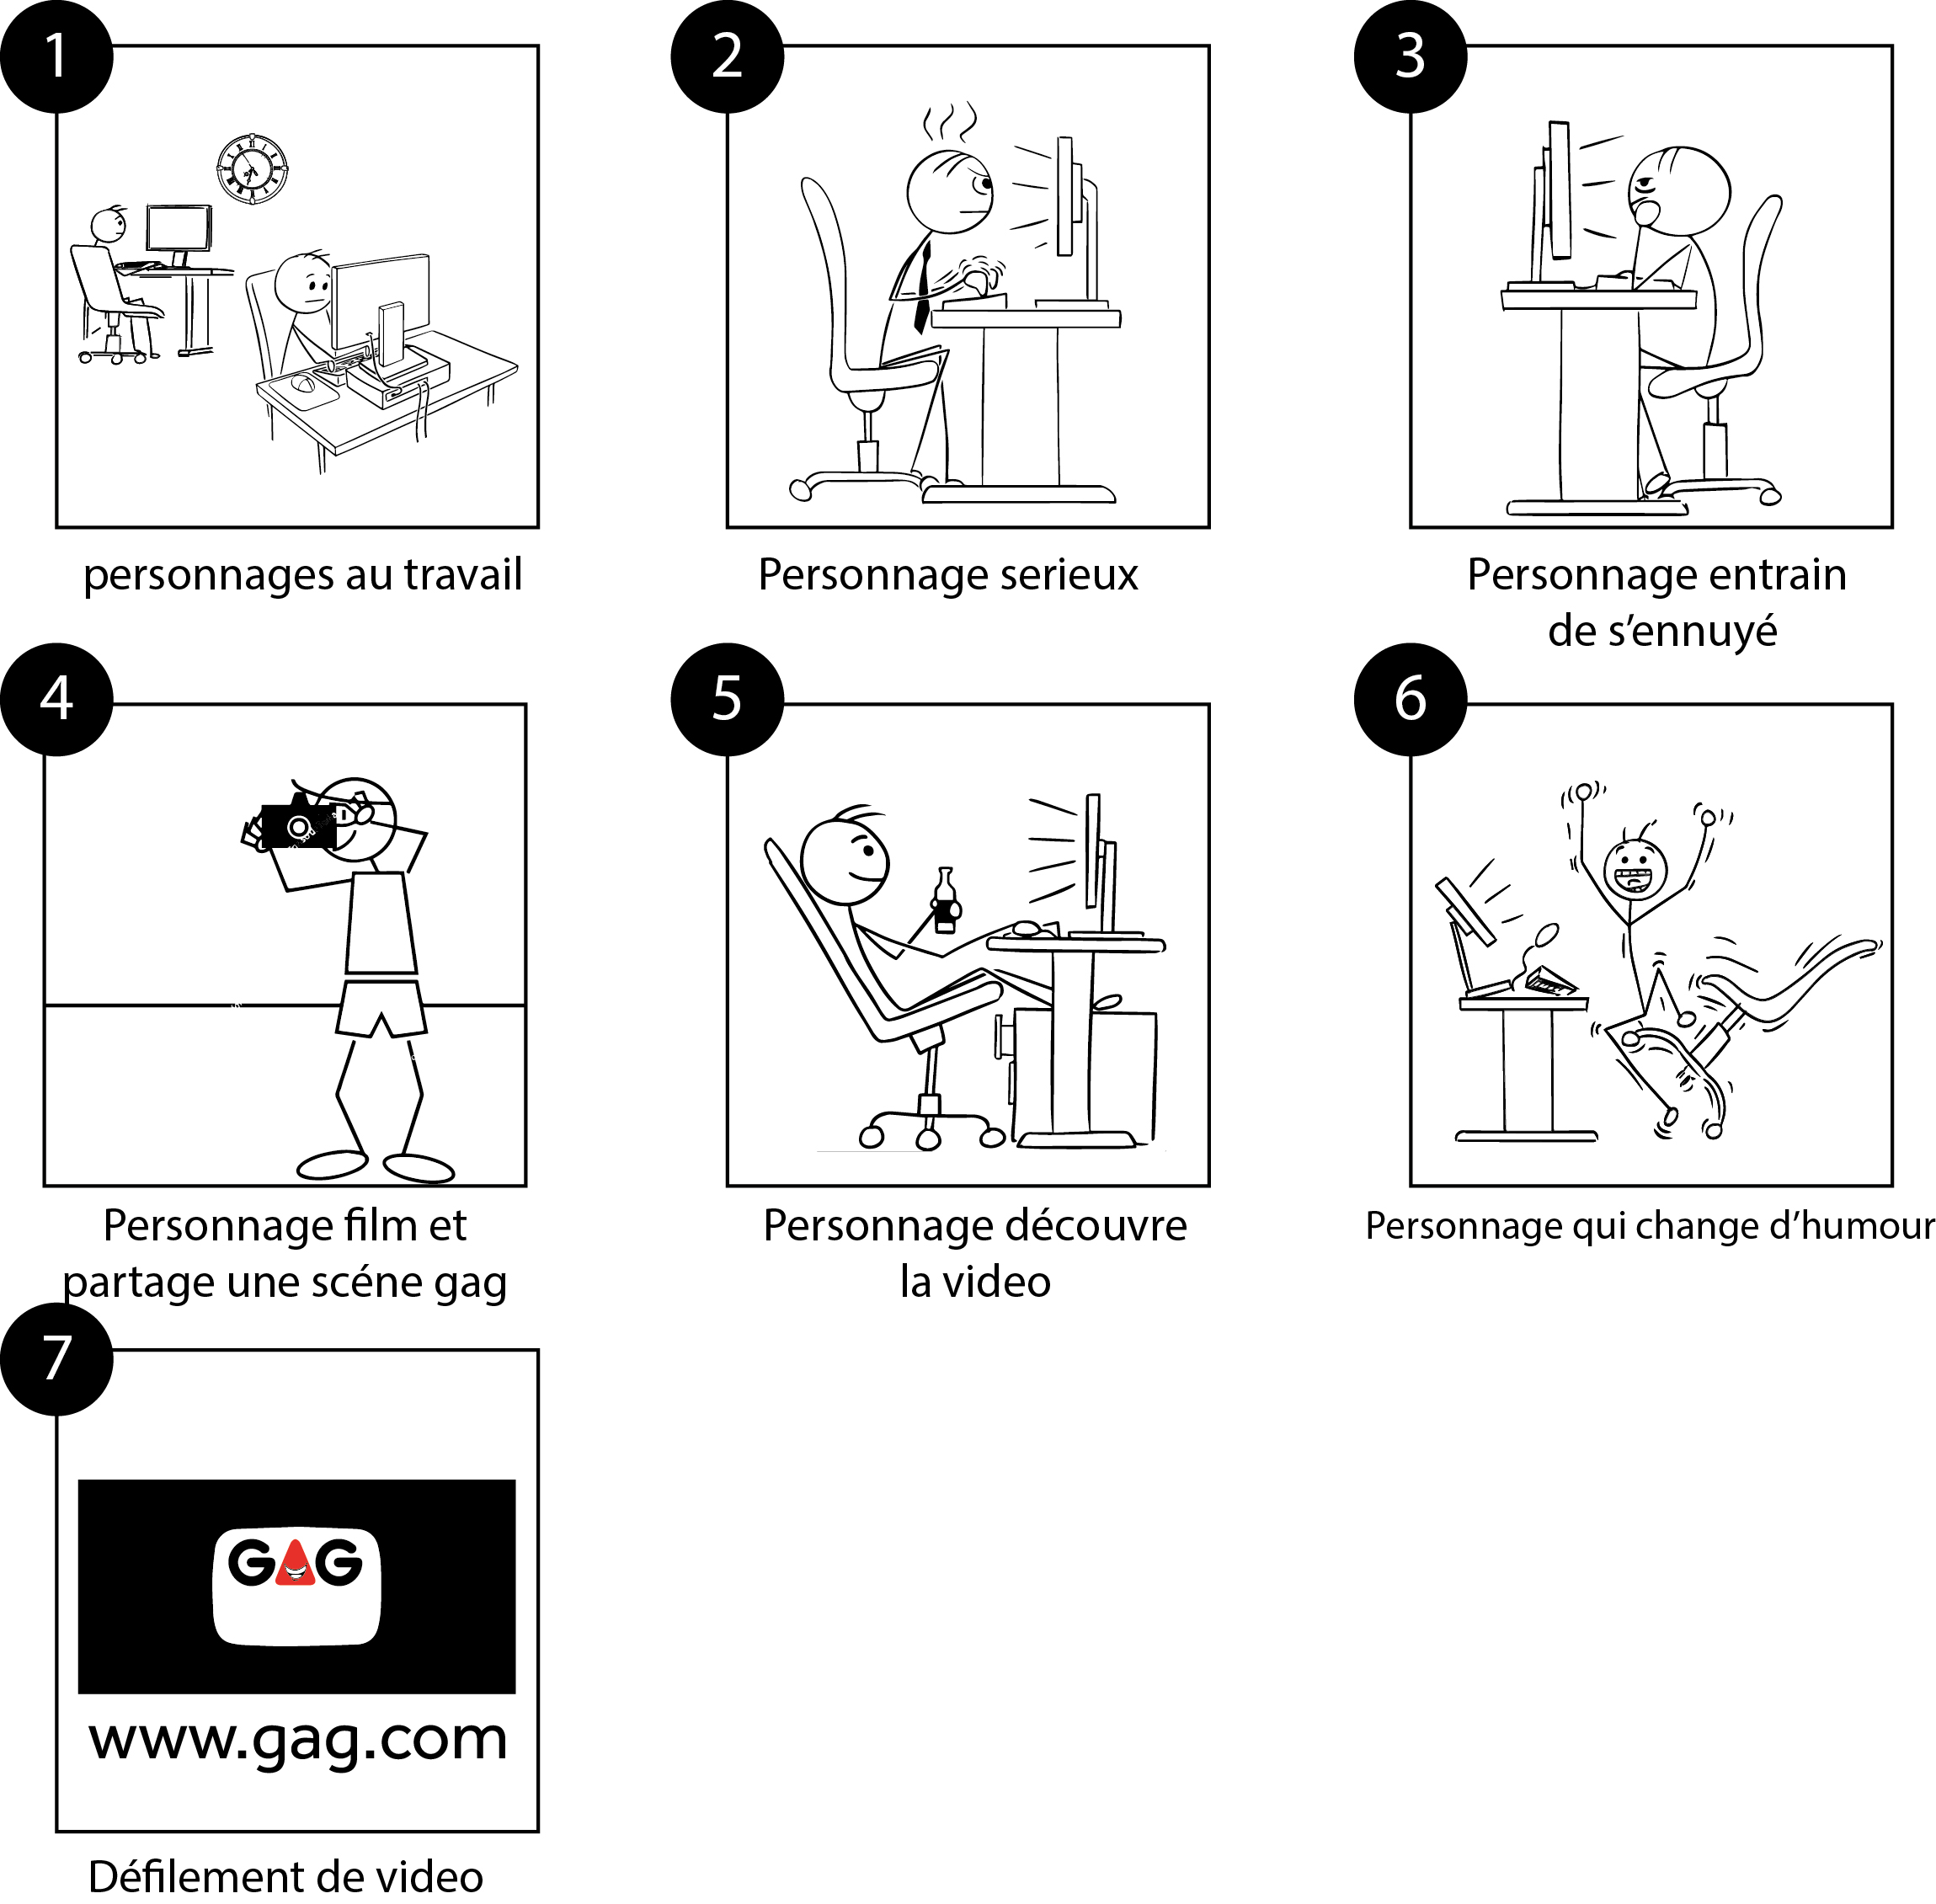 1
2
3
personnages au travail
Personnage serieux
Personnage entrain
de s'ennuyé
4
5
6
Personnage film et
partage une scéne gag
Personnage découvre
la video
Personnage qui change d'humour
7
GAG
www.gag.com
Défilement de video